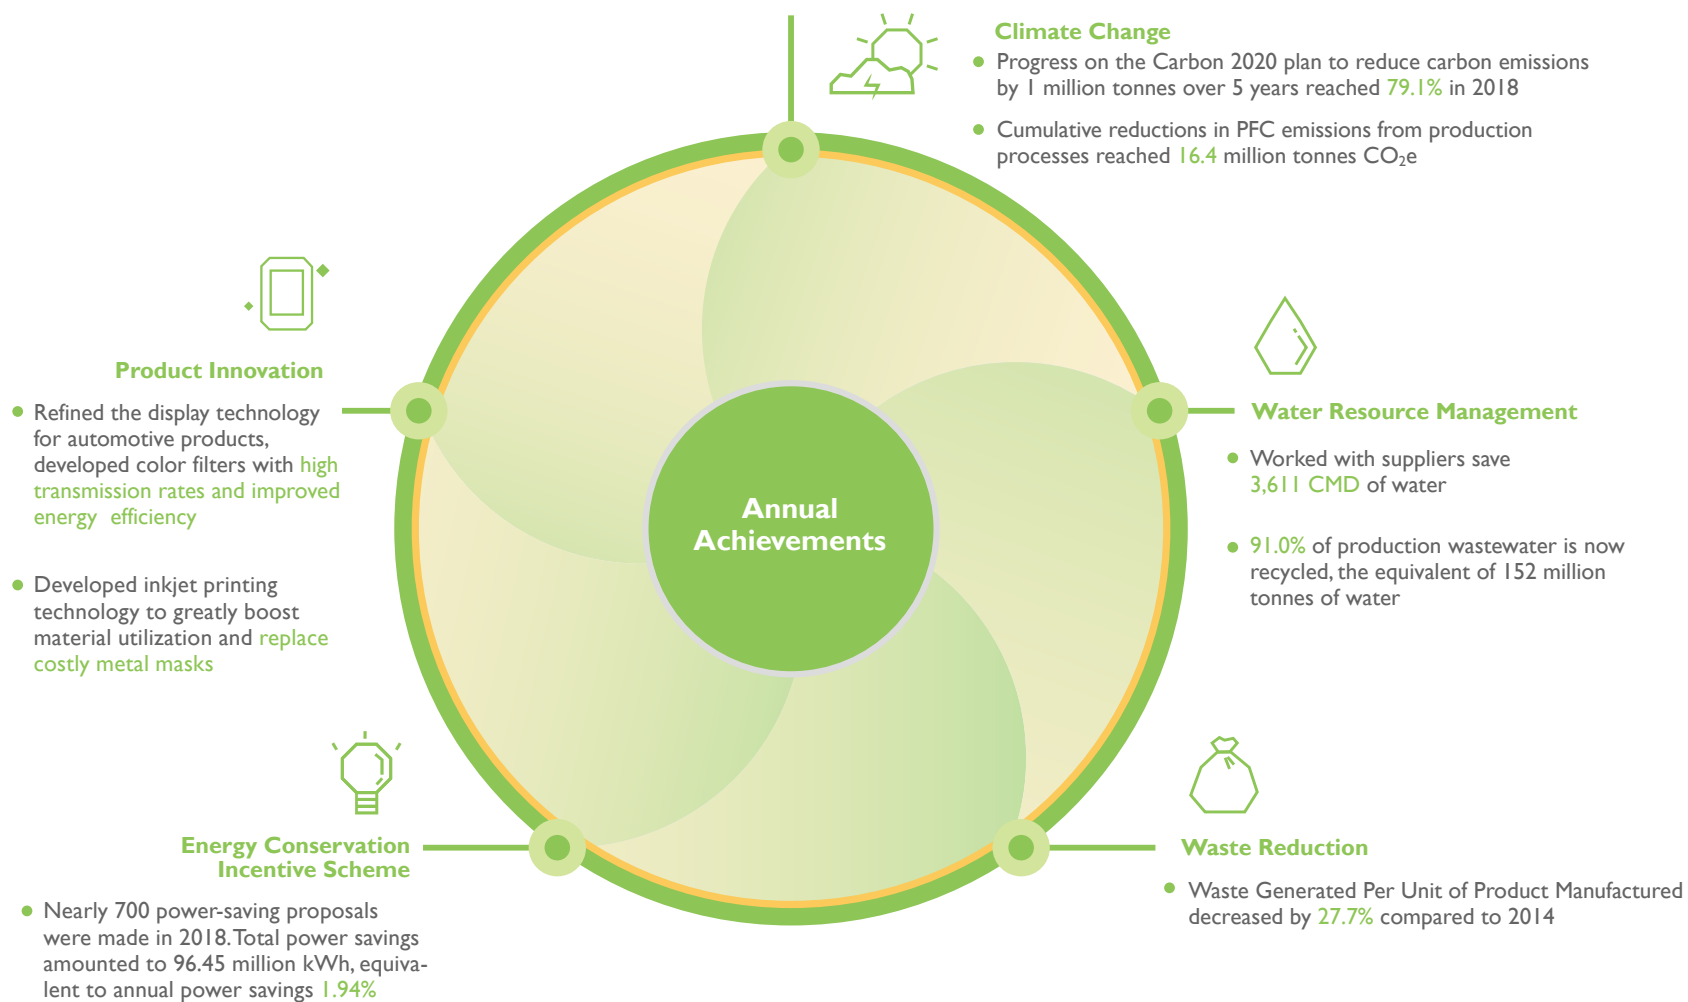 Climate Change
Progress on the Carbon 2020 plan to reduce carbon emissions
by 1 million tonnes over 5 years reached 79.1% in 2018
Cumulative reductions in PFC emissions from production
processes reached 16.4 million tonnes CO₂e
Product Innovation
Refined the display technology
for automotive products,
developed color filters with high
transmission rates and improved
energy efficiency
Developed inkjet printing
technology to greatly boost
material utilization and replace
costly metal masks
Annual
Achievements
Water Resource Management
Worked with suppliers save
3,611 CMD of water
91.0% of production wastewater is now
recycled, the equivalent of 152 million
tonnes of water
Energy Conservation
Incentive Scheme
Nearly 700 power-saving proposals
were made in 2018. Total power savings
amounted to 96.45 million kWh, equiva-
lent to annual power savings 1.94%
Waste Reduction
Waste Generated Per Unit of Product Manufactured
decreased by 27.7% compared to 2014